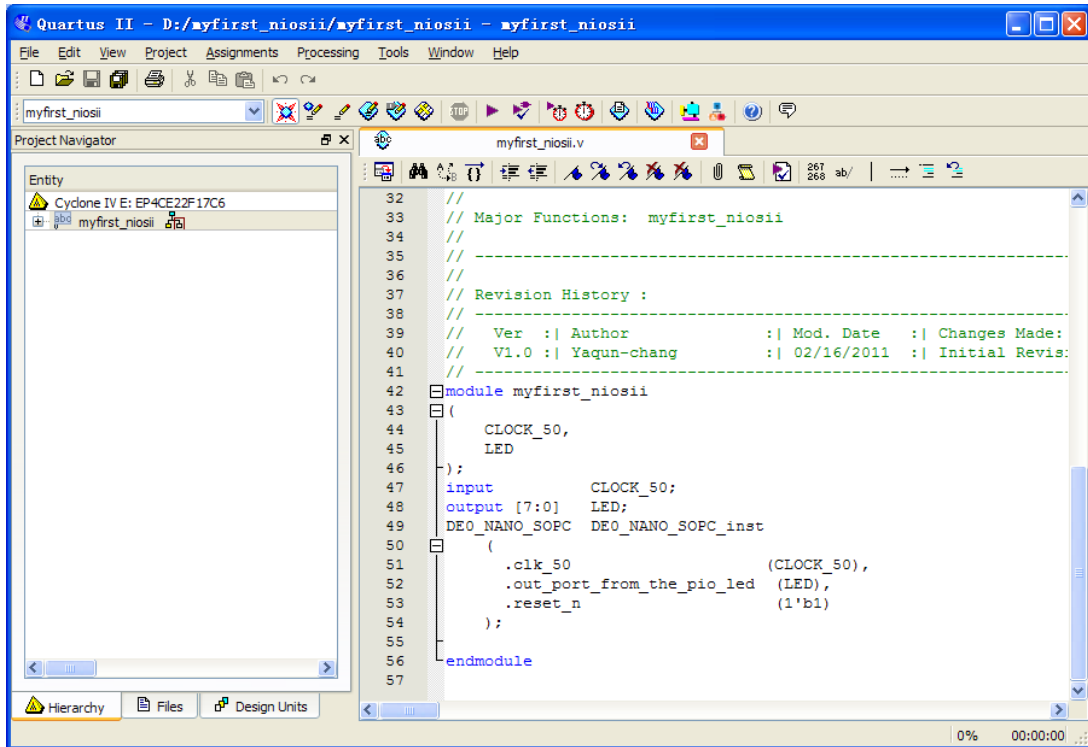 Quartus II - D:/myfirst_niosii/myfirst_niosii - myfirst_niosii
File Edit View Project Assignments Processing Tools Window Help
myfirst_niosii
Project Navigator
Entity
Cyclone IV E: EP4CE22F17C6
myfirst_niosii
Hierarchy Files Design Units
myfirst_niosii.v
32 //
33 // Major Functions: myfirst_niosii
34 //
35 // --------------------------------------------------------------
36 //
37 // Revision History :
38 // --------------------------------------------------------------
39 // Ver :| Author :| Mod. Date :| Changes Made:
40 // V1.0 :| Yaqun-chang :| 02/16/2011 :| Initial Revis
41 // --------------------------------------------------------------
42 module myfirst_niosii
43 (
44 CLOCK_50,
45 LED
46 );
47 input CLOCK_50;
48 output [7:0] LED;
49 DE0_NANO_SOPC DE0_NANO_SOPC_inst
50 (
51 .clk_50 (CLOCK_50),
52 .out_port_from_the_pio_led (LED),
53 .reset_n (1'b1)
54 );
55
56 endmodule
57
0% 00:00:00